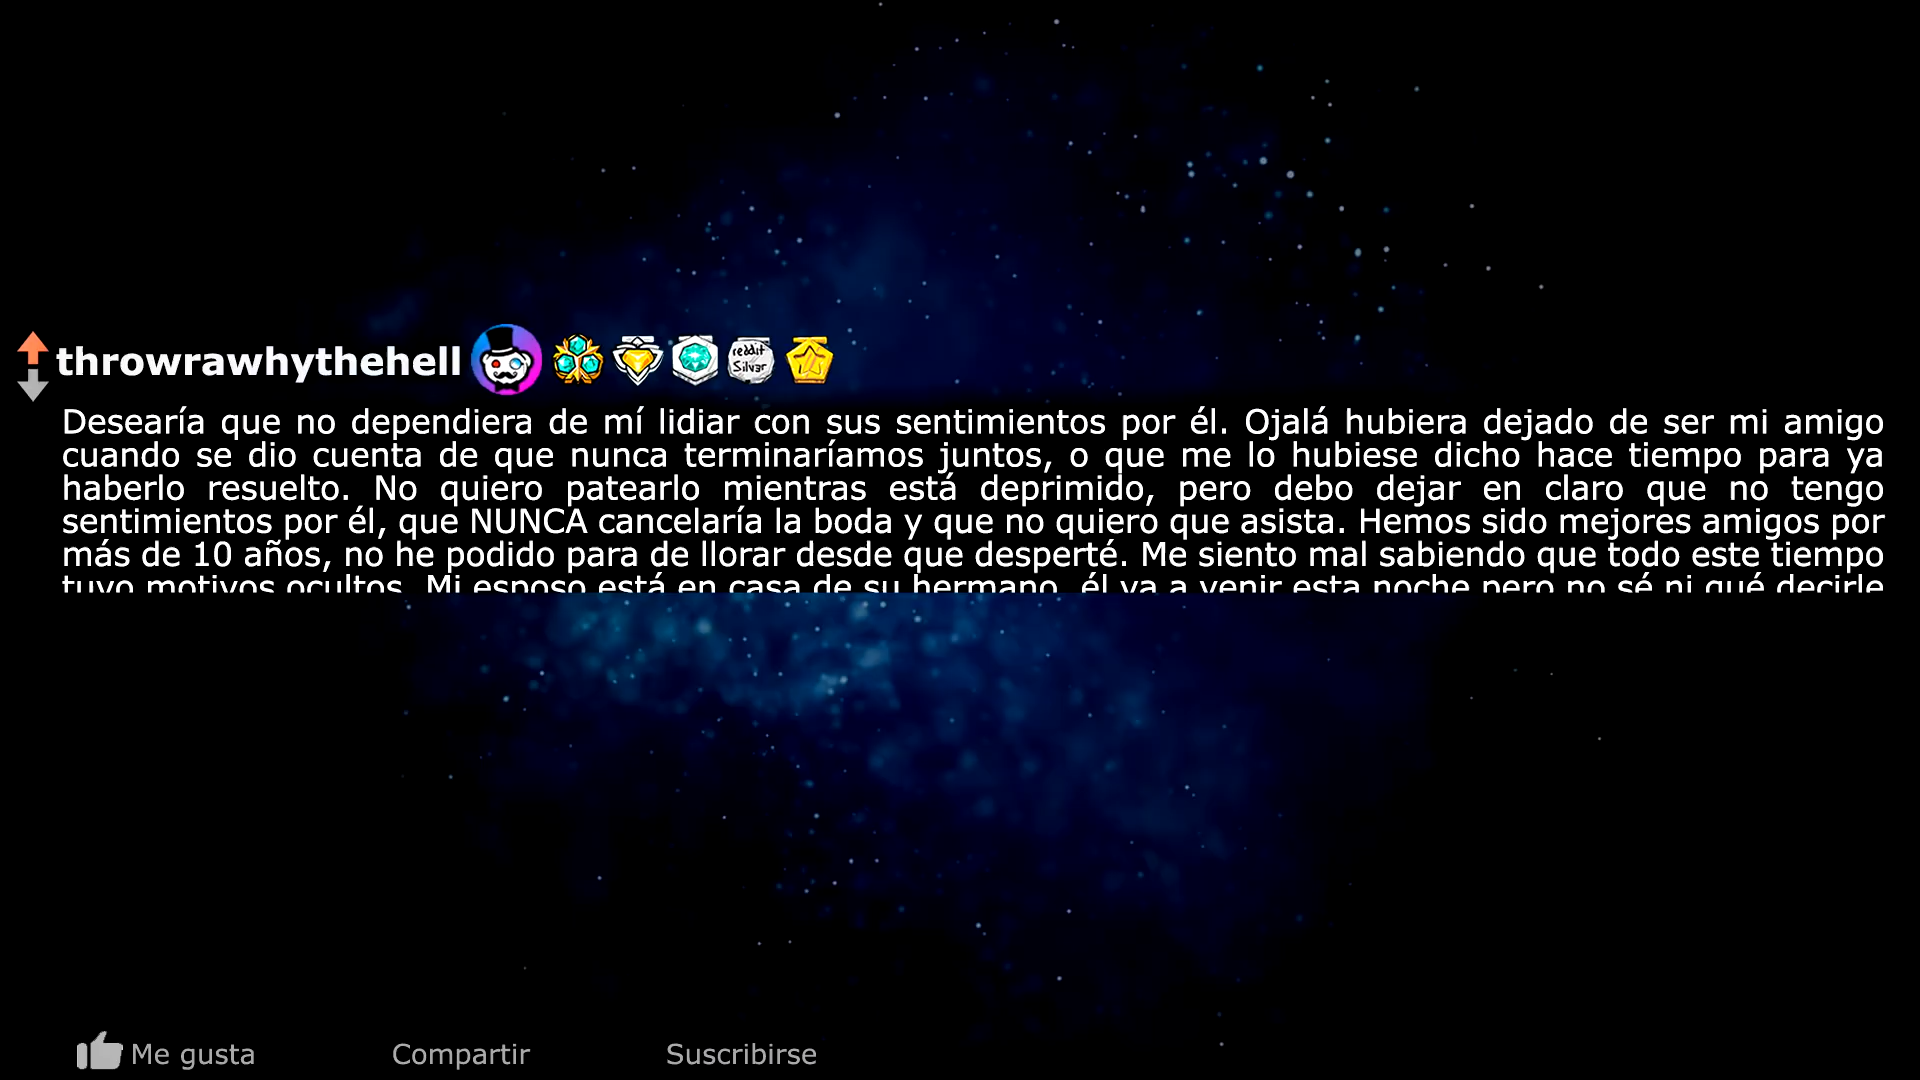 throwrawhythehell
reddit
Silver
Desearía que no dependiera de mí lidiar con sus sentimientos por él. Ojalá hubiera dejado de ser mi amigo
cuando se dio cuenta de que nunca terminaríamos juntos, o que me lo hubiese dicho hace tiempo para ya
haberlo resuelto. No quiero patearlo mientras está deprimido, pero debo dejar en claro que no tengo
sentimientos por él, que NUNCA cancelaría la boda y que no quiero que asista. Hemos sido mejores amigos por
más de 10 años, no he podido para de llorar desde que desperté. Me siento mal sabiendo que todo este tiempo
tuvo motivos ocultos. Mi esposo está en casa de su hermano, él va a venir esta noche pero no sé ni qué decirle
Me gusta
Compartir
Suscribirse